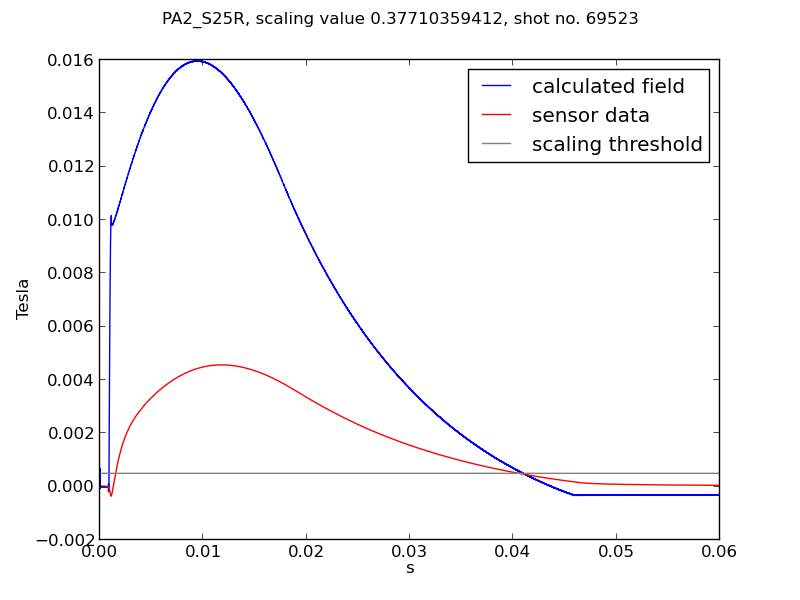 PA2_S25R, scaling value 0.37710359412, shot no. 69523
calculated field
sensor data
scaling threshold
0.016
0.014
0.012
0.010
0.008
0.006
0.004
0.002
0.000
−0.002
Tesla
0.00
0.01
0.02
0.03
0.04
0.05
0.06
s